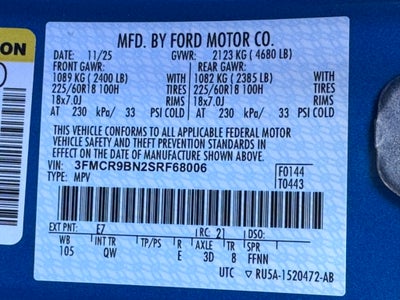 MFD. BY FORD MOTOR CO.
DATE: 11/25 GVWR: 2123 KG ( 4680 LB)
FRONT GAWR: REAR GAWR:
1089 KG ( 2400 LB) WITH 1082 KG ( 2385 LB) WITH
225/60R18 100H TIRES 225/60R18 100H TIRES
18x7.0J RIMS 18x7.0J RIMS
AT 230 kPa/ 33 PSI COLD AT 230 kPa/ 33 PSI COLD
THIS VEHICLE CONFORMS TO ALL APPLICABLE FEDERAL MOTOR
VEHICLE SAFETY AND THEFT PREVENTION STANDARDS IN
EFFECT ON THE DATE OF MANUFACTURE SHOWN ABOVE.
VIN: 3FMCR9BN2SRF68006 F0144
TYPE: MPV T0443
EXT PNT: E7 RC: 21 DSO:
WB INT TR TP/PS R AXLE TR SPR
105 QW E 3D 8 FFNN
UTC ▽ RU5A-1520472-AB